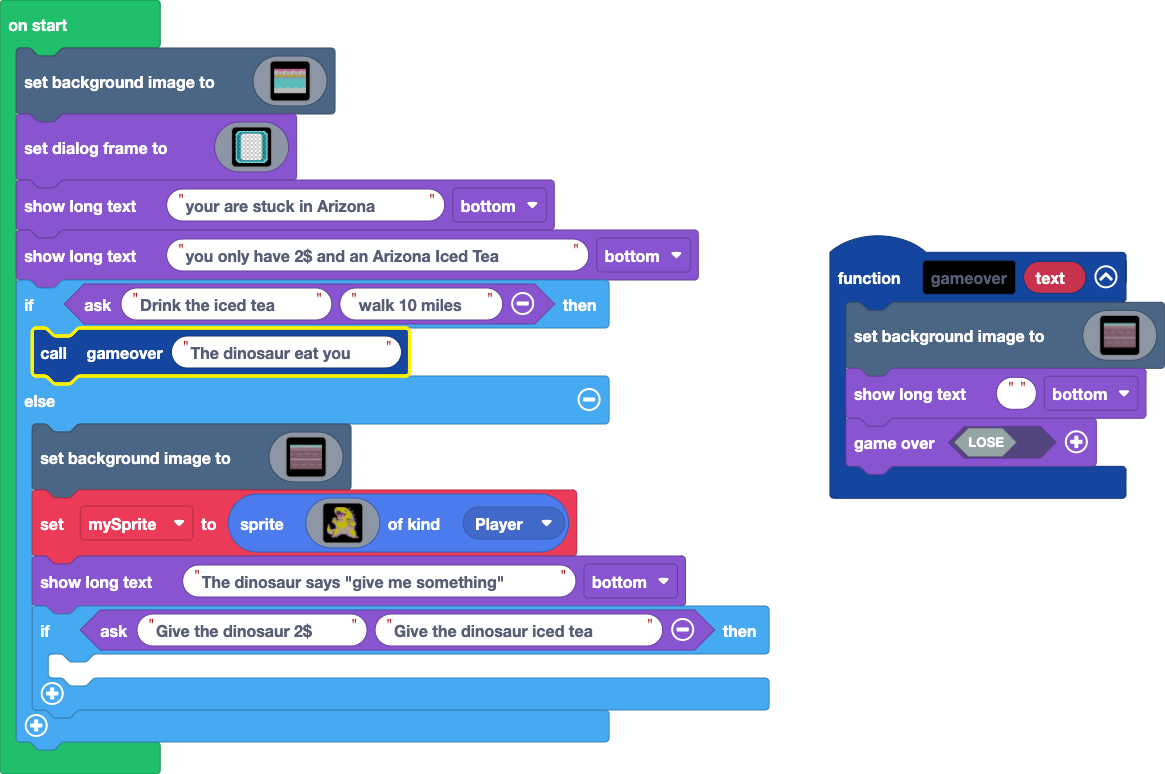 on start
set background image to
set dialog frame to
show long text "your are stuck in Arizona" bottom
show long text "you only have 2$ and an Arizona Iced Tea" bottom
if ask "Drink the iced tea" "walk 10 miles" then
call gameover "The dinosaur eat you"
else
set background image to
set mySprite to sprite of kind Player
show long text "The dinosaur says "give me something"" bottom
if ask "Give the dinosaur 2$" "Give the dinosaur iced tea" then
function gameover text
set background image to
show long text "" bottom
game over LOSE